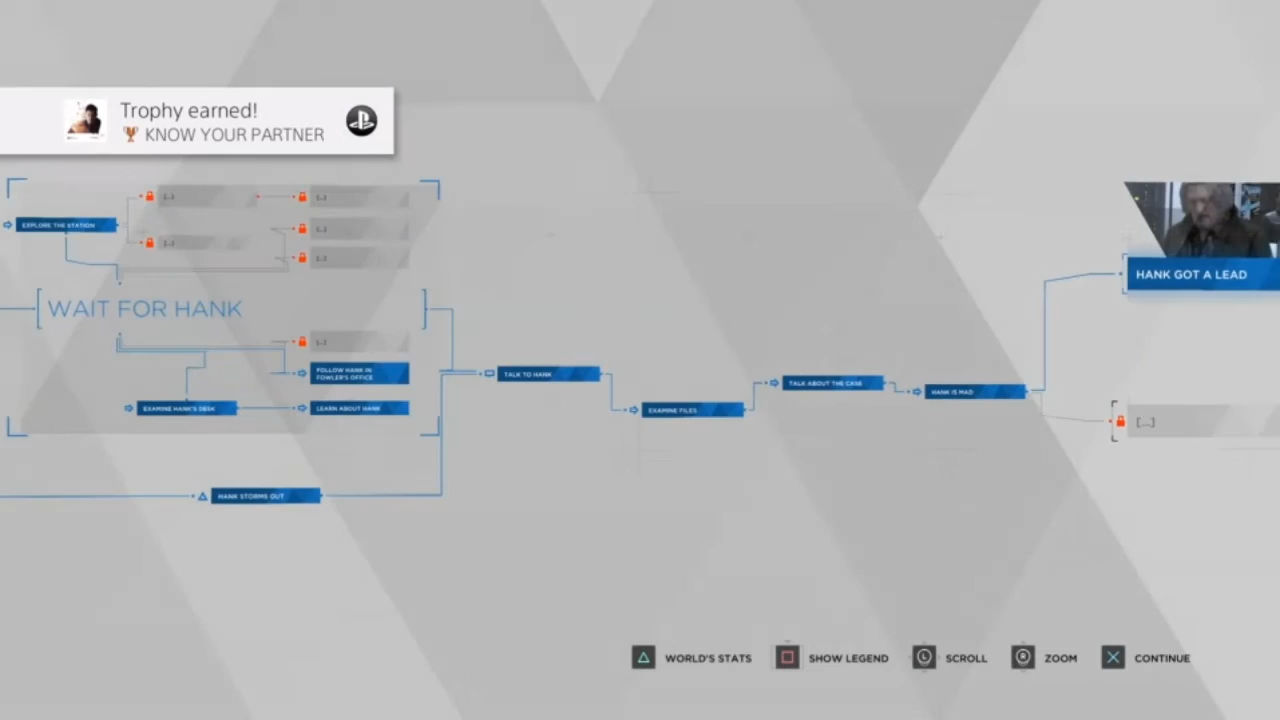 Trophy earned!
KNOW YOUR PARTNER
[...]
[...]
EXPLORE THE STATION
[...]
[...]
[...]
WAIT FOR HANK
[...]
FOLLOW HANK IN
FOWLER'S OFFICE
EXAMINE HANK'S DESK
LEARN ABOUT HANK
HANK STORMS OUT
TALK TO HANK
EXAMINE FILES
TALK ABOUT THE CASE
HANK IS MAD
HANK GOT A LEAD
[...]
WORLD'S STATS
SHOW LEGEND
L
SCROLL
R
ZOOM
CONTINUE